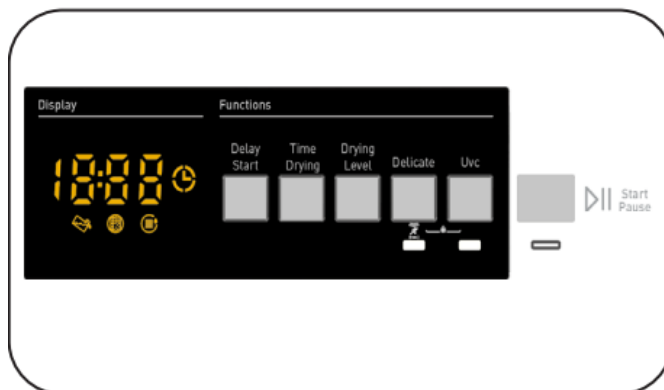 Display
Functions
18:88
Delay
Start
Time
Drying
Drying
Level
Delicate
Uvc
Start
Pause